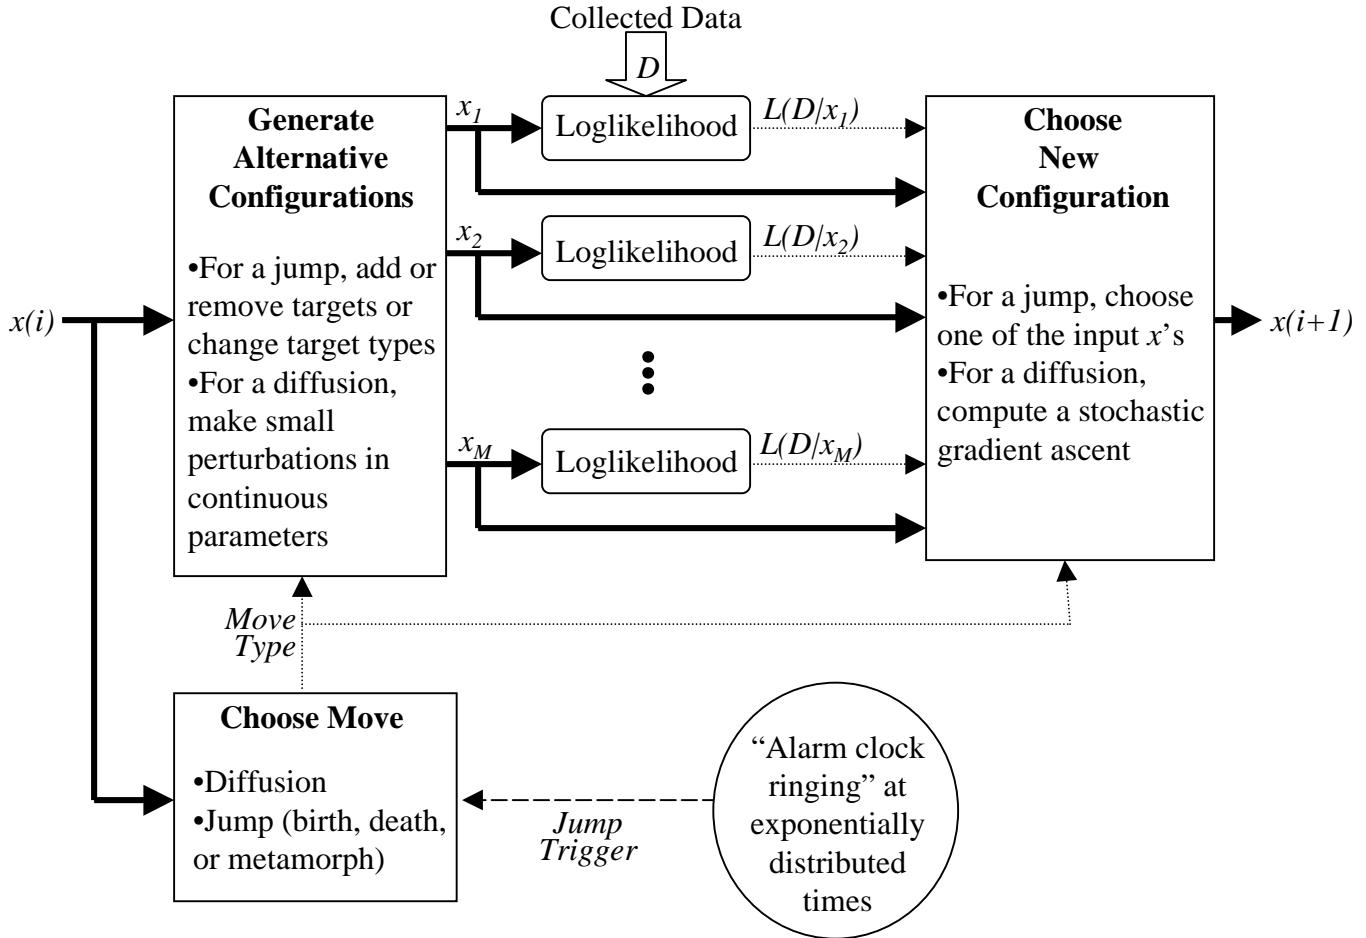 Collected Data
D
Generate
Alternative
Configurations
•For a jump, add or
remove targets or
change target types
•For a diffusion,
make small
perturbations in
continuous
parameters
x(i)
x1
Loglikelihood
L(D/x1)
x2
Loglikelihood
L(D/x2)
xM
Loglikelihood
L(D/xM)
Choose
New
Configuration
•For a jump, choose
one of the input x’s
•For a diffusion,
compute a stochastic
gradient ascent
x(i+1)
Move
Type
Choose Move
•Diffusion
•Jump (birth, death,
or metamorph)
Jump
Trigger
“Alarm clock
ringing” at
exponentially
distributed
times